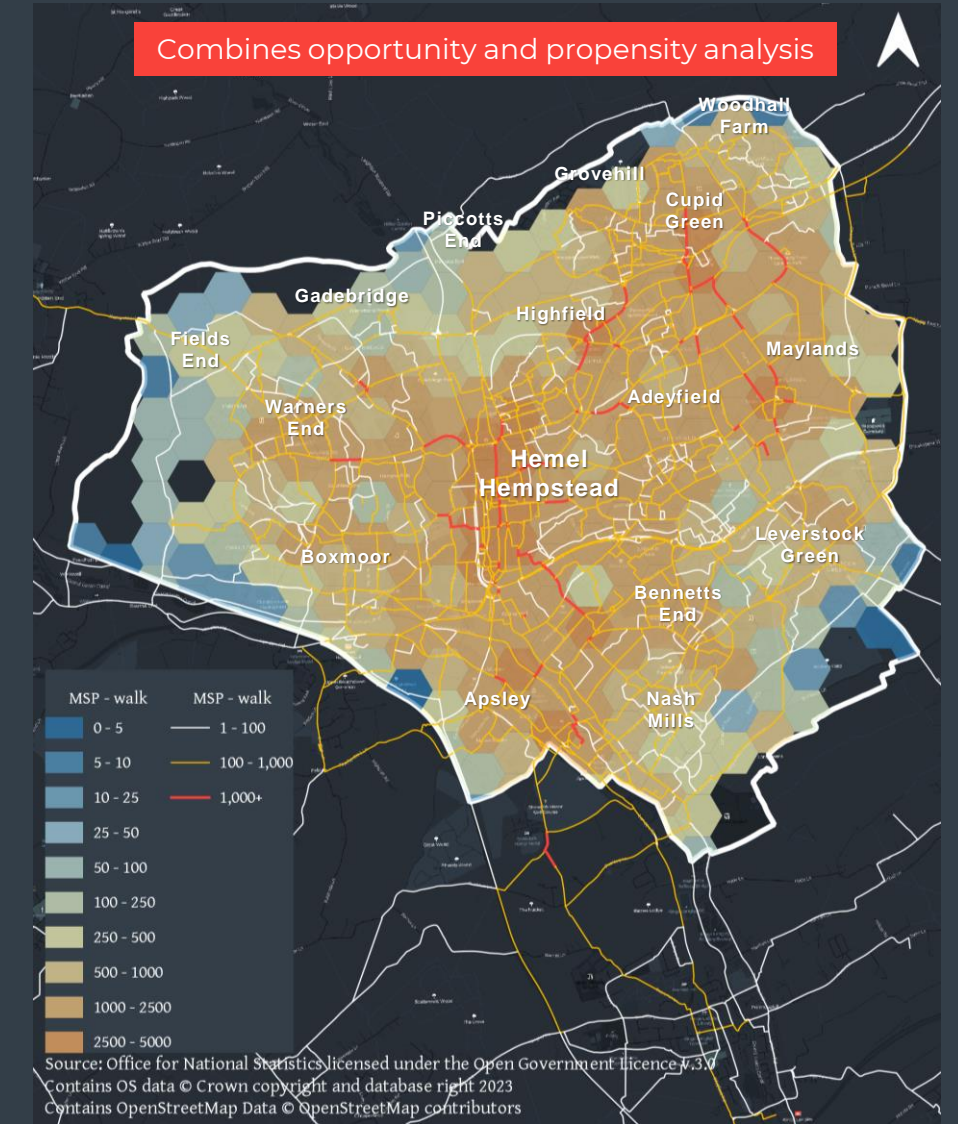 Combines opportunity and propensity analysis
Woodhall
Farm
Grovehill
Cupid
Green
Piccotts
End
Gadebridge
Highfield
Fields
End
Maylands
Adeyfield
Warners
End
Hemel
Hempstead
Leverstock
Green
Boxmoor
Bennetts
End
Apsley
Nash
Mills
MSP - walk
MSP - walk
0 - 5
1 - 100
5 - 10
100 - 1,000
10 - 25
1,000+
25 - 50
50 - 100
100 - 250
250 - 500
500 - 1000
1000 - 2500
2500 - 5000
Source: Office for National Statistics licensed under the Open Government Licence v.3.0
Contains OS data © Crown copyright and database right 2023
Contains OpenStreetMap Data © OpenStreetMap contributors